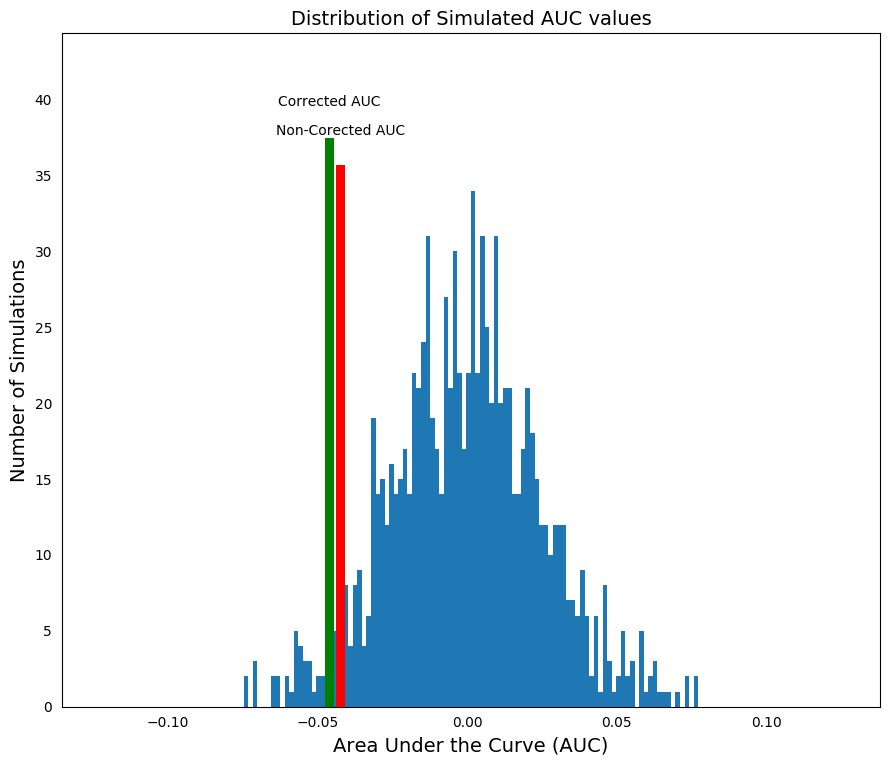 Distribution of Simulated AUC values
40
35
30
25
20
15
10
5
0
Number of Simulations
Corrected AUC
Non-Corected AUC
−0.10
−0.05
0.00
0.05
0.10
Area Under the Curve (AUC)